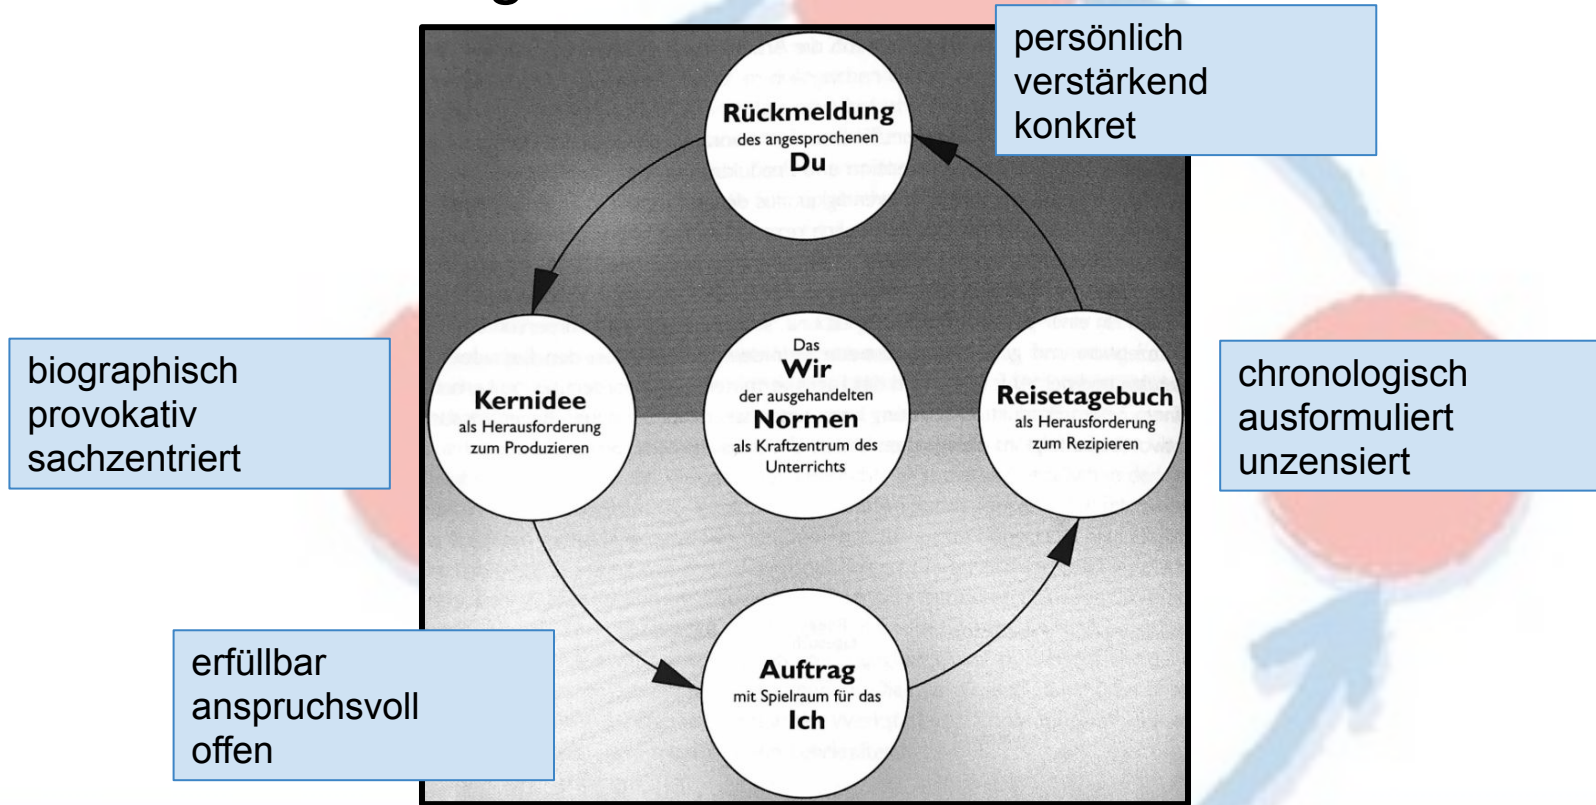 persönlich
verstärkend
konkret
Rückmeldung
des angesprochenen
Du
biographisch
provokativ
sachzentriert
Kernidee
als Herausforderung
zum Produzieren
Das
Wir
der ausgehandelten
Normen
als Kraftzentrum des
Unterrichts
Reisetagebuch
als Herausforderung
zum Rezipieren
chronologisch
ausformuliert
unzensiert
erfüllbar
anspruchsvoll
offen
Auftrag
mit Spielraum für das
Ich